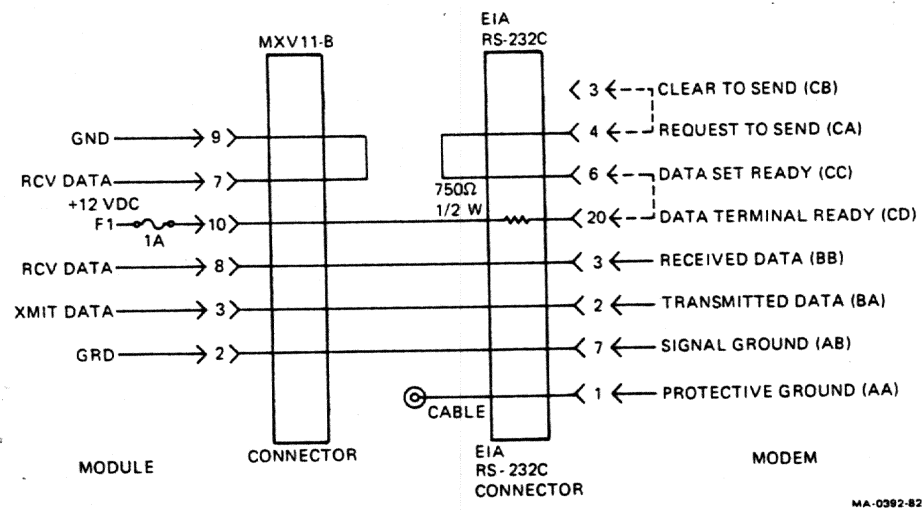 EIA
RS-232C
MXV11-B
3 CLEAR TO SEND (CB)
GND 9
4 REQUEST TO SEND (CA)
RCV DATA 7
6 DATA SET READY (CC)
750Ω
1/2 W
+12 VDC
F1 10
1A
20 DATA TERMINAL READY (CD)
RCV DATA 8
3 RECEIVED DATA (BB)
XMIT DATA 3
2 TRANSMITTED DATA (BA)
GRD 2
7 SIGNAL GROUND (AB)
CABLE
1 PROTECTIVE GROUND (AA)
MODULE
CONNECTOR
EIA
RS-232C
CONNECTOR
MODEM
MA-0392-82